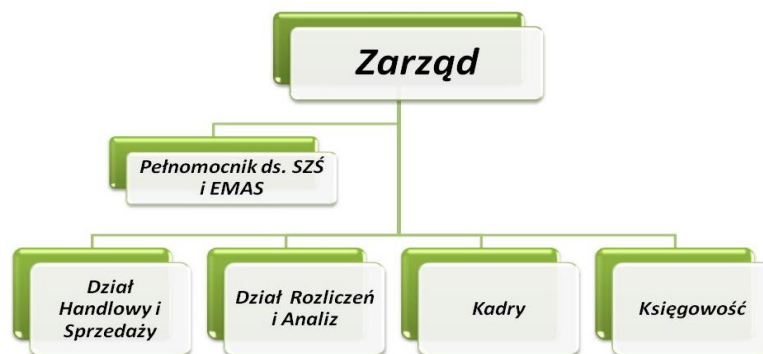 Zarząd
Pełnomocnik ds. SZŚ
i EMAS
Dział
Handlowy i
Sprzedaży
Dział Rozliczeń
i Analiz
Kadry
Księgowość